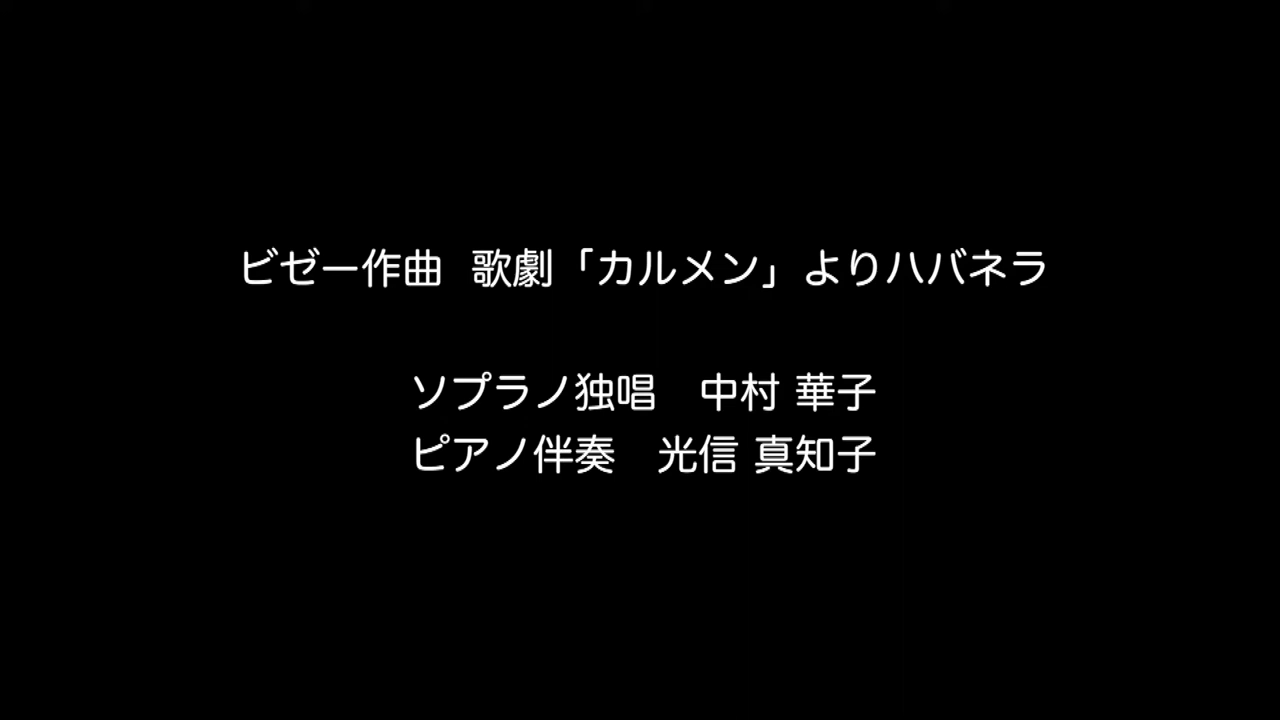 ビゼー作曲 歌劇「カルメン」よりハバネラ
ソプラノ独唱　中村 華子
ピアノ伴奏　光信 真知子